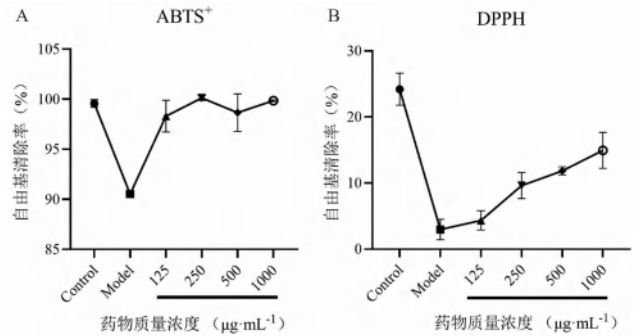 A
ABTS⁺
自由基清除率（%）
105
100
95
90
85
Control
Model
125
250
500
1000
药物质量浓度 （μg·mL⁻¹）
B
DPPH
自由基清除率（%）
30
20
10
0
Control
Model
125
250
500
1000
药物质量浓度 （μg·mL⁻¹）